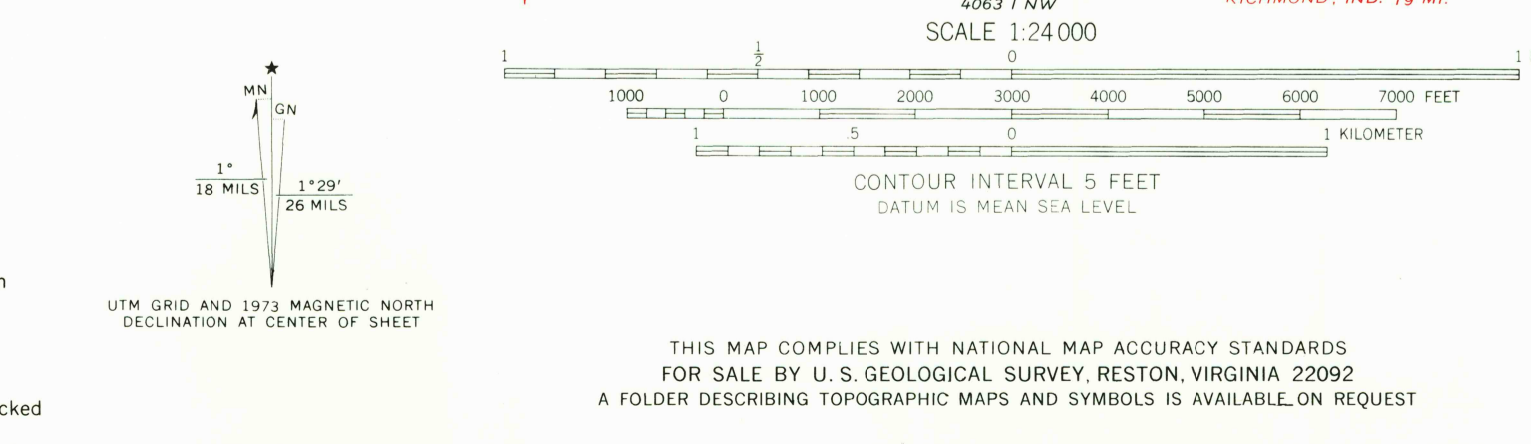 4063 I NW
RICHMOND, IND. 19 MI.
SCALE 1:24 000
1 ½ 0 1
1000 0 1000 2000 3000 4000 5000 6000 7000 FEET
1 .5 0 1 KILOMETER
CONTOUR INTERVAL 5 FEET
DATUM IS MEAN SEA LEVEL
★
MN
GN
1°
18 MILS
1°29′
26 MILS
UTM GRID AND 1973 MAGNETIC NORTH
DECLINATION AT CENTER OF SHEET
THIS MAP COMPLIES WITH NATIONAL MAP ACCURACY STANDARDS
FOR SALE BY U. S. GEOLOGICAL SURVEY, RESTON, VIRGINIA 22092
A FOLDER DESCRIBING TOPOGRAPHIC MAPS AND SYMBOLS IS AVAILABLE ON REQUEST
cked